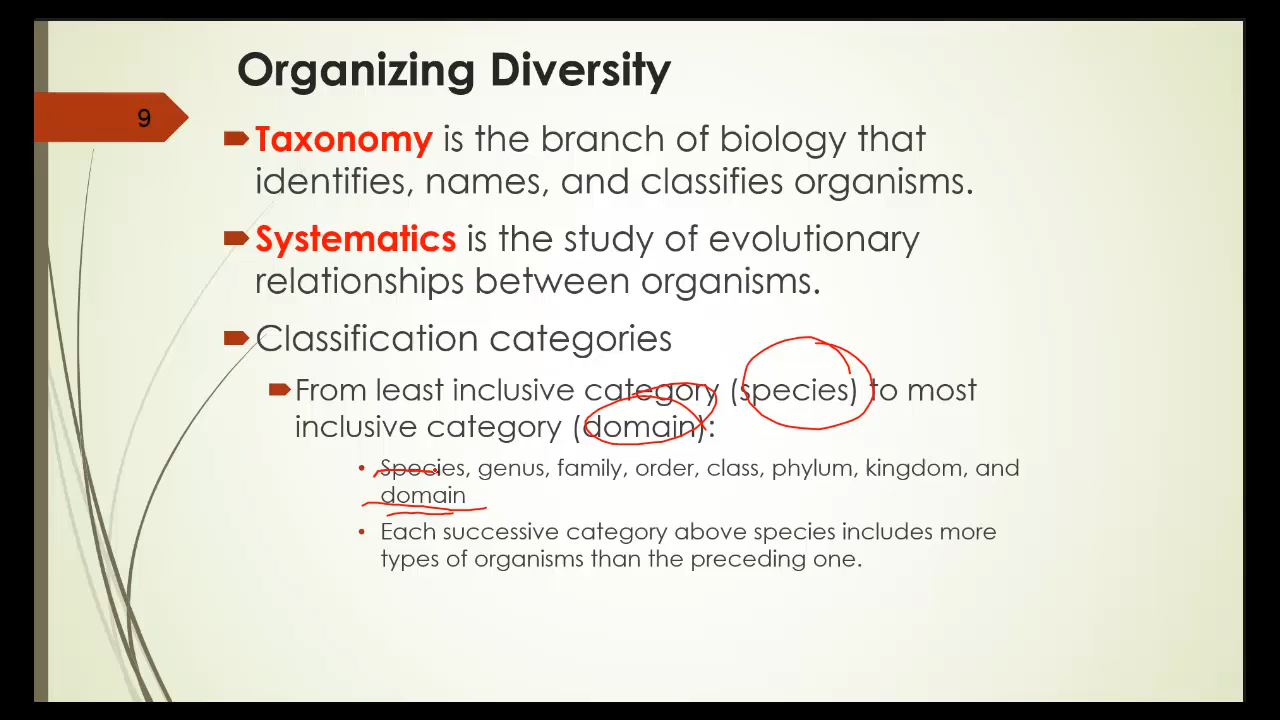 Organizing Diversity
9
Taxonomy is the branch of biology that
identifies, names, and classifies organisms.
Systematics is the study of evolutionary
relationships between organisms.
Classification categories
From least inclusive category (species) to most
inclusive category (domain):
• Species, genus, family, order, class, phylum, kingdom, and
domain
• Each successive category above species includes more
types of organisms than the preceding one.